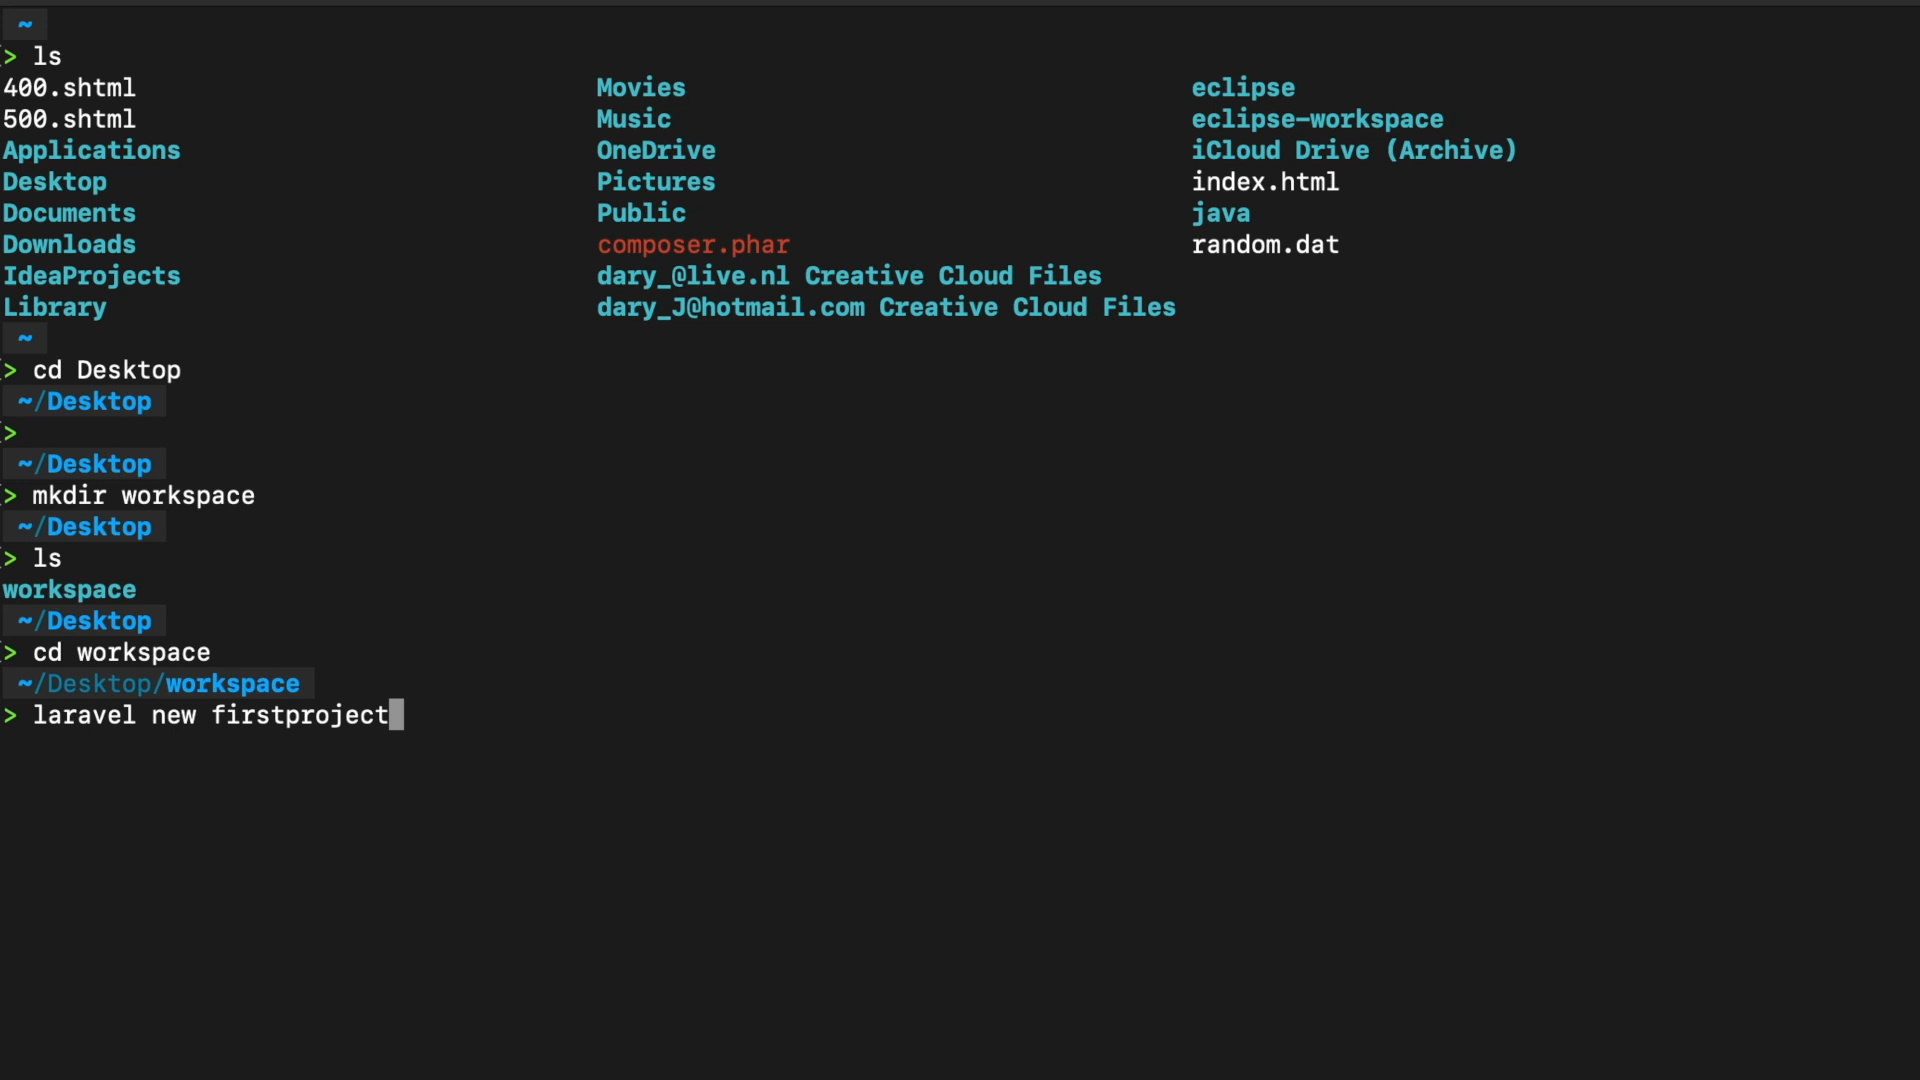 ~
> ls
400.shtml Movies eclipse
500.shtml Music eclipse-workspace
Applications OneDrive iCloud Drive (Archive)
Desktop Pictures index.html
Documents Public java
Downloads composer.phar random.dat
IdeaProjects dary_@live.nl Creative Cloud Files
Library dary_J@hotmail.com Creative Cloud Files
~
> cd Desktop
~/Desktop
>
~/Desktop
> mkdir workspace
~/Desktop
> ls
workspace
~/Desktop
> cd workspace
~/Desktop/workspace
> laravel new firstproject